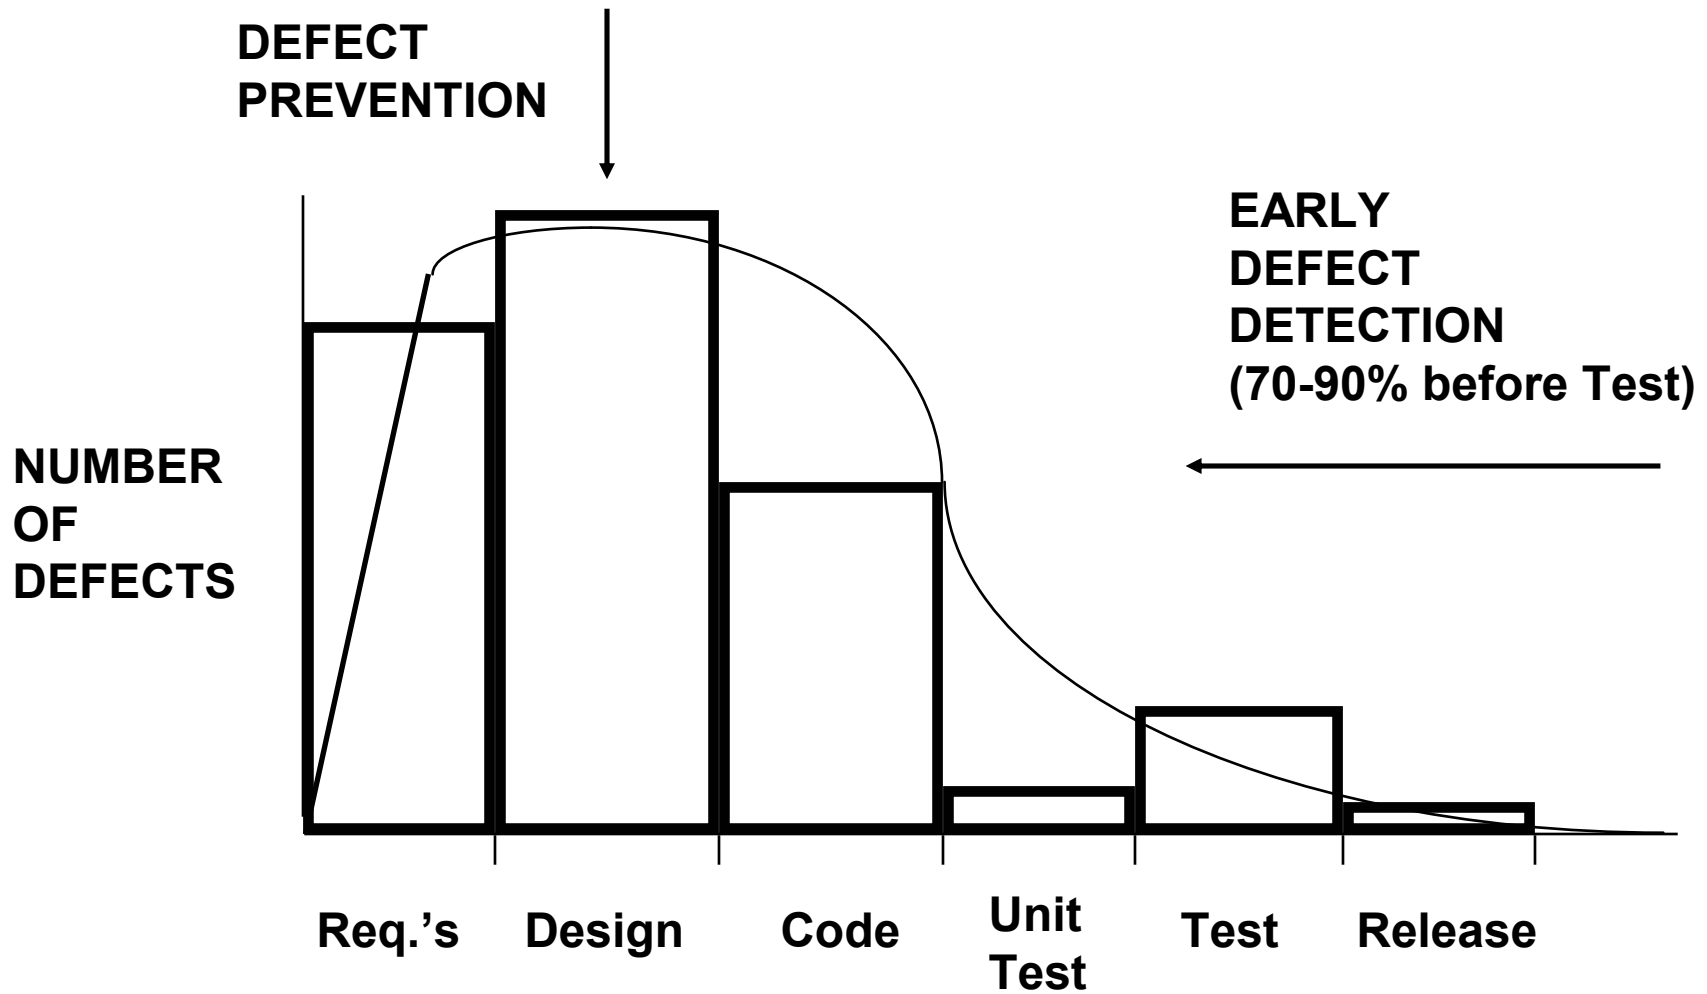 DEFECT
PREVENTION
EARLY
DEFECT
DETECTION
(70-90% before Test)
NUMBER
OF
DEFECTS
Req.’s
Design
Code
Unit
Test
Test
Release